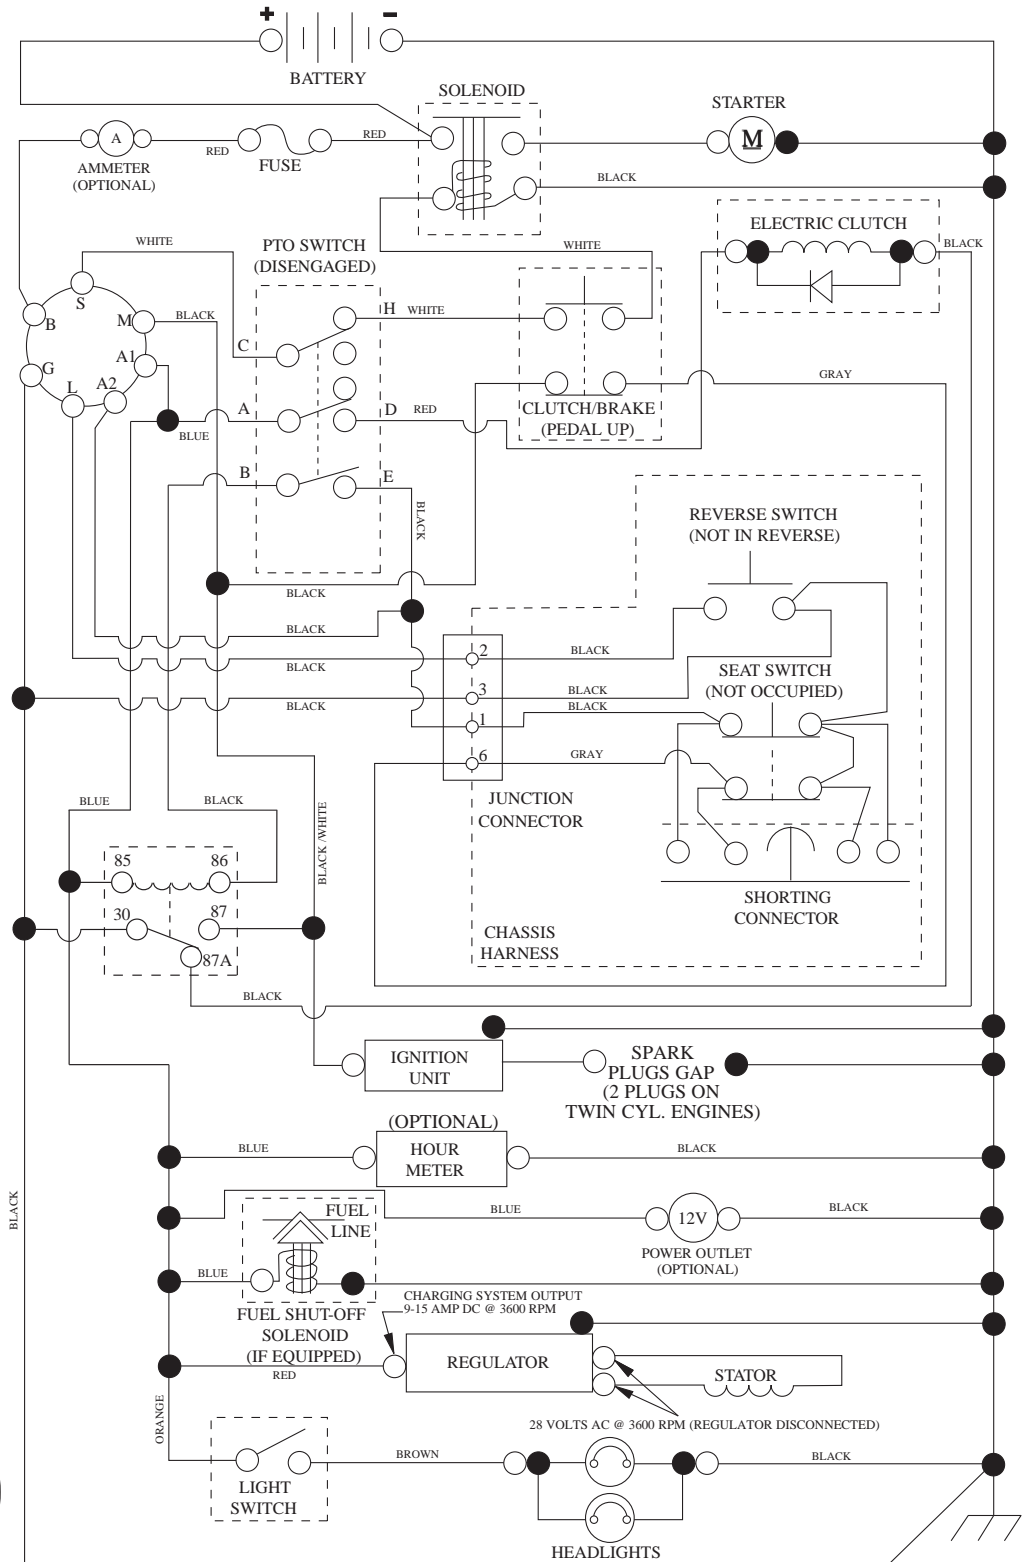 + −
BATTERY
SOLENOID
STARTER
A
RED
FUSE
RED
M
AMMETER
(OPTIONAL)
BLACK
ELECTRIC CLUTCH
BLACK
WHITE
PTO SWITCH
(DISENGAGED)
WHITE
S
B
M
BLACK
H
WHITE
C
A1
G
L
A2
A
BLUE
D
RED
GRAY
CLUTCH/BRAKE
(PEDAL UP)
B
E
BLACK
REVERSE SWITCH
(NOT IN REVERSE)
BLACK
BLACK
2
BLACK
BLACK
SEAT SWITCH
(NOT OCCUPIED)
3
BLACK
BLACK
BLACK
1
6
GRAY
JUNCTION
CONNECTOR
BLUE
BLACK
BLACK /WHITE
85
86
30
87
87A
SHORTING
CONNECTOR
CHASSIS
HARNESS
BLACK
IGNITION
UNIT
SPARK
PLUGS GAP
(2 PLUGS ON
TWIN CYL. ENGINES)
(OPTIONAL)
HOUR
METER
BLUE
BLACK
BLACK
FUEL
LINE
BLUE
12V
BLACK
POWER OUTLET
(OPTIONAL)
BLUE
FUEL SHUT-OFF
SOLENOID
(IF EQUIPPED)
CHARGING SYSTEM OUTPUT
9-15 AMP DC @ 3600 RPM
REGULATOR
RED
STATOR
28 VOLTS AC @ 3600 RPM (REGULATOR DISCONNECTED)
ORANGE
LIGHT
SWITCH
BROWN
BLACK
HEADLIGHTS